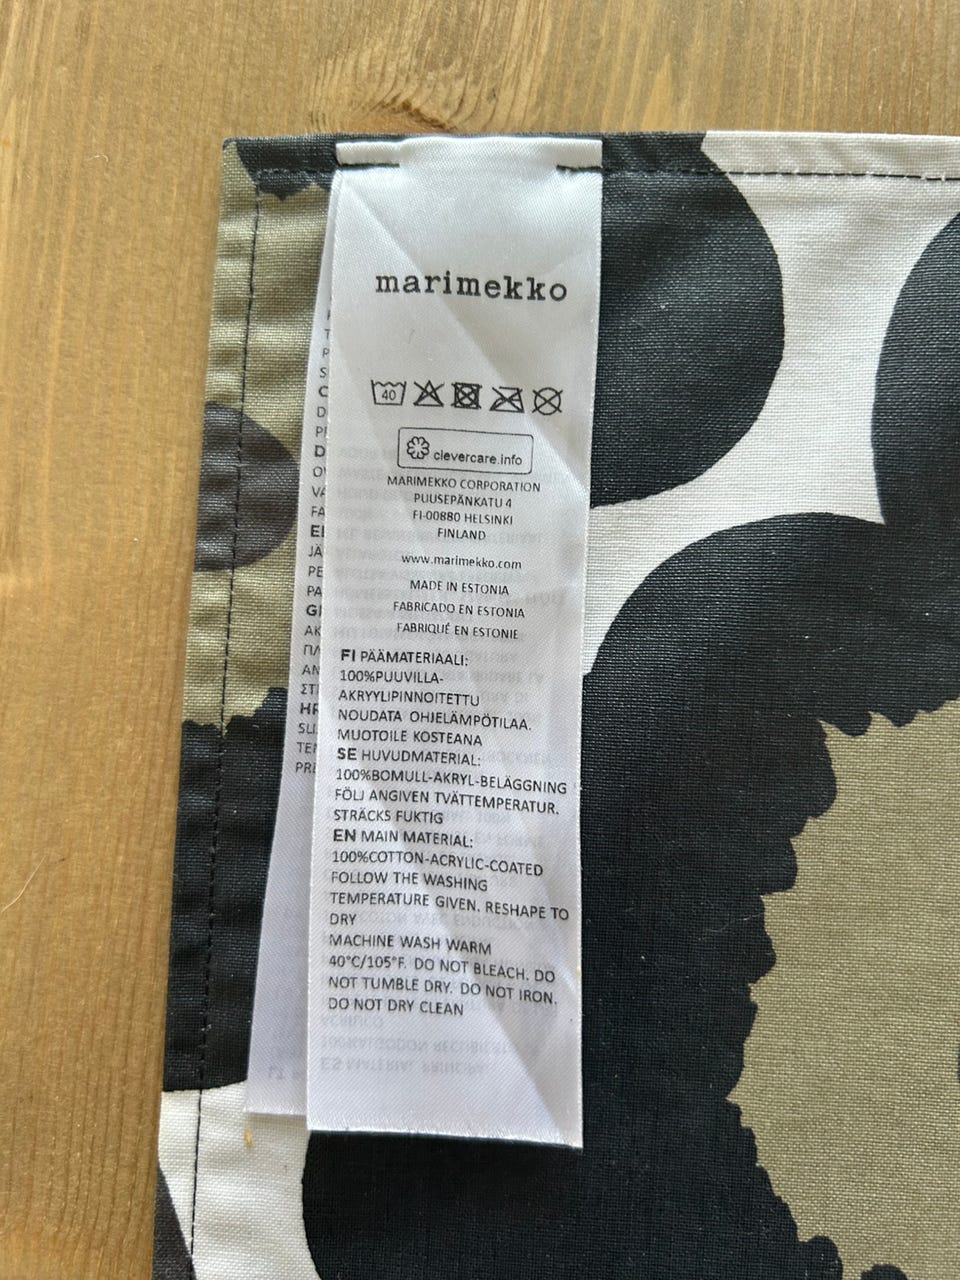 marimekko
40
clevercare.info
MARIMEKKO CORPORATION
PUUSEPÄNKATU 4
FI-00880 HELSINKI
FINLAND
www.marimekko.com
MADE IN ESTONIA
FABRICADO EN ESTONIA
FABRIQUÉ EN ESTONIE
FI PÄÄMATERIAALI:
100%PUUVILLA-
AKRYYLIPINNOITETTU
NOUDATA OHJELÄMPÖTILAA.
MUOTOILE KOSTEANA
SE HUVUDMATERIAL:
100%BOMULL-AKRYL-BELÄGGNING
FÖLJ ANGIVEN TVÄTTEMPERATUR.
STRÄCKS FUKTIG
EN MAIN MATERIAL:
100%COTTON-ACRYLIC-COATED
FOLLOW THE WASHING
TEMPERATURE GIVEN. RESHAPE TO
DRY
MACHINE WASH WARM
40°C/105°F. DO NOT BLEACH. DO
NOT TUMBLE DRY. DO NOT IRON.
DO NOT DRY CLEAN